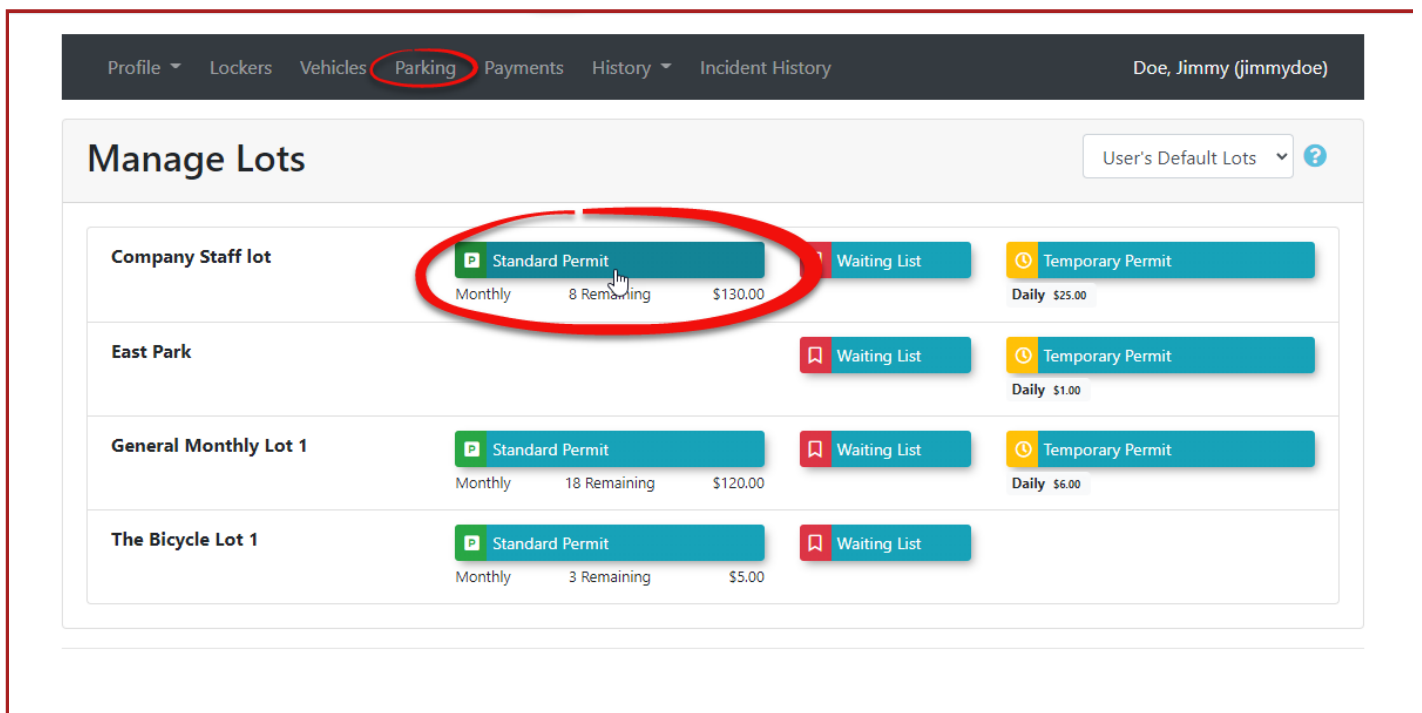 Profile Lockers Vehicles Parking Payments History Incident History Doe, Jimmy (jimmydoe)
Manage Lots User's Default Lots ?
Company Staff lot P Standard Permit Waiting List Temporary Permit
Monthly 8 Remaining $130.00 Daily $25.00
East Park Waiting List Temporary Permit
Daily $1.00
General Monthly Lot 1 P Standard Permit Waiting List Temporary Permit
Monthly 18 Remaining $120.00 Daily $6.00
The Bicycle Lot 1 P Standard Permit Waiting List
Monthly 3 Remaining $5.00